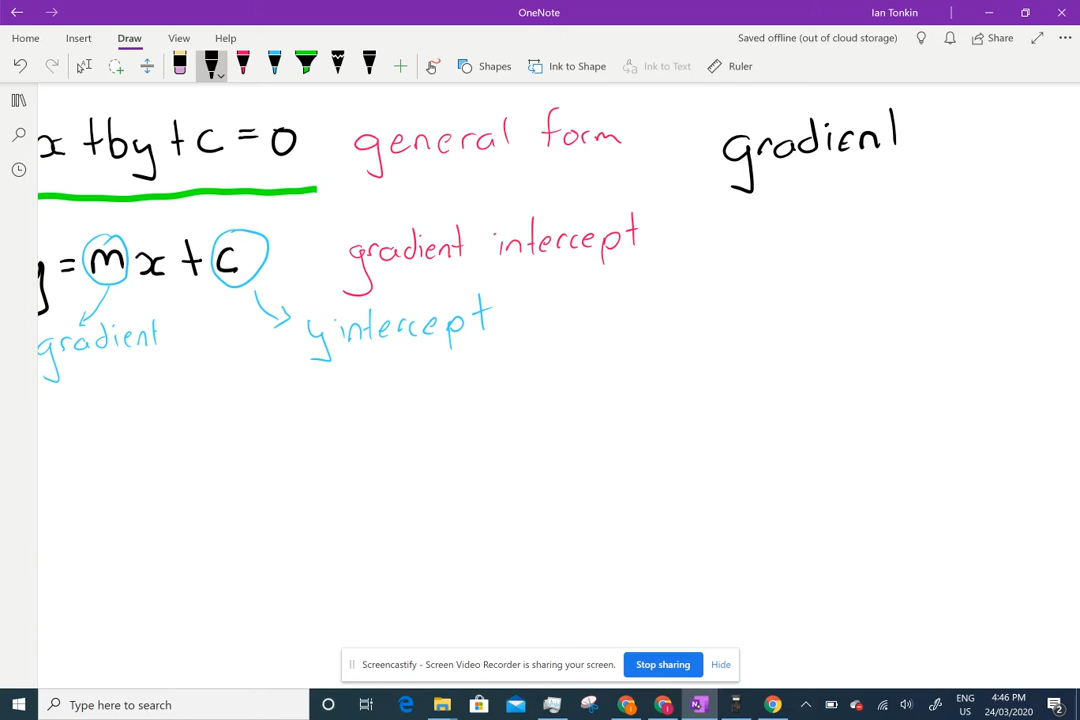 OneNote
Ian Tonkin
Home Insert Draw View Help
Saved offline (out of cloud storage)
Share
Shapes
Ink to Shape
Ink to Text
Ruler
x + by + c = 0 general form gradient
y = mx + c gradient intercept
gradient y intercept
Screencastify - Screen Video Recorder is sharing your screen.
Stop sharing
Hide
Type here to search
ENG
US
4:46 PM
24/03/2020
2